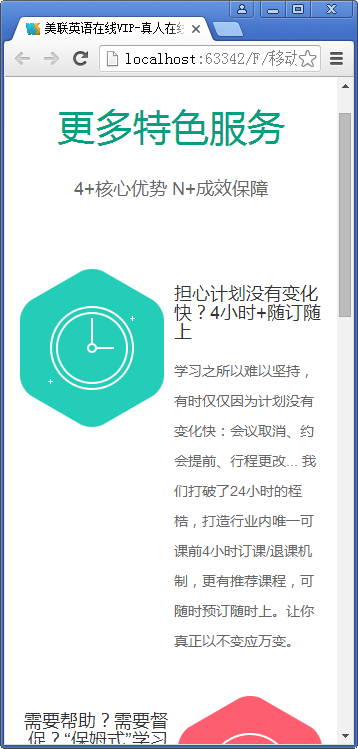 美联英语在线VIP-真人在线
localhost:63342/F/移动
更多特色服务
4+核心优势 N+成效保障
担心计划没有变化
快？4小时+随订随
上
学习之所以难以坚持，
有时仅仅因为计划没有
变化快：会议取消、约
会提前、行程更改... 我
们打破了24小时的桎
梏，打造行业内唯一可
课前4小时订课/退课机
制，更有推荐课程，可
随时预订随时上。让你
真正以不变应万变。
需要帮助？需要督
促？“保姆式”学习